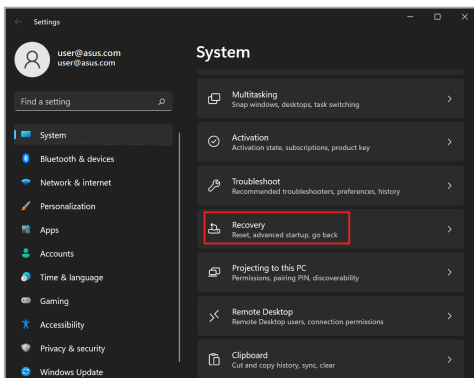 Settings
user@asus.com
user@asus.com
Find a setting
System
Bluetooth & devices
Network & internet
Personalization
Apps
Accounts
Time & language
Gaming
Accessibility
Privacy & security
Windows Update
System
Multitasking
Snap windows, desktops, task switching
Activation
Activation state, subscriptions, product key
Troubleshoot
Recommended troubleshooters, preferences, history
Recovery
Reset, advanced startup, go back
Projecting to this PC
Permissions, pairing PIN, discoverability
Remote Desktop
Remote Desktop users, connection permissions
Clipboard
Cut and copy history, sync, clear